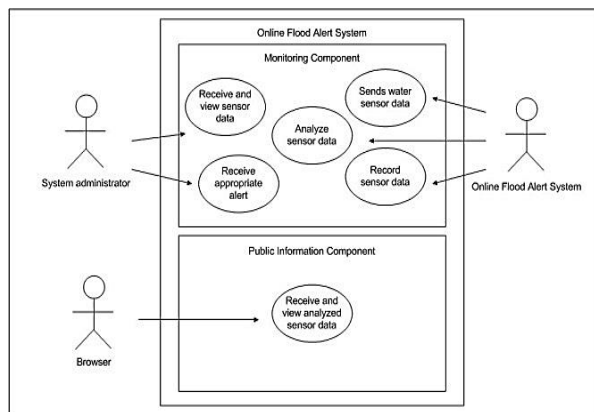 Online Flood Alert System
Monitoring Component
Receive and
view sensor
data
Sends water
sensor data
Analyze
sensor data
Receive
appropriate
alert
Record
sensor data
System administrator
Online Flood Alert System
Public Information Component
Receive and
view analyzed
sensor data
Browser